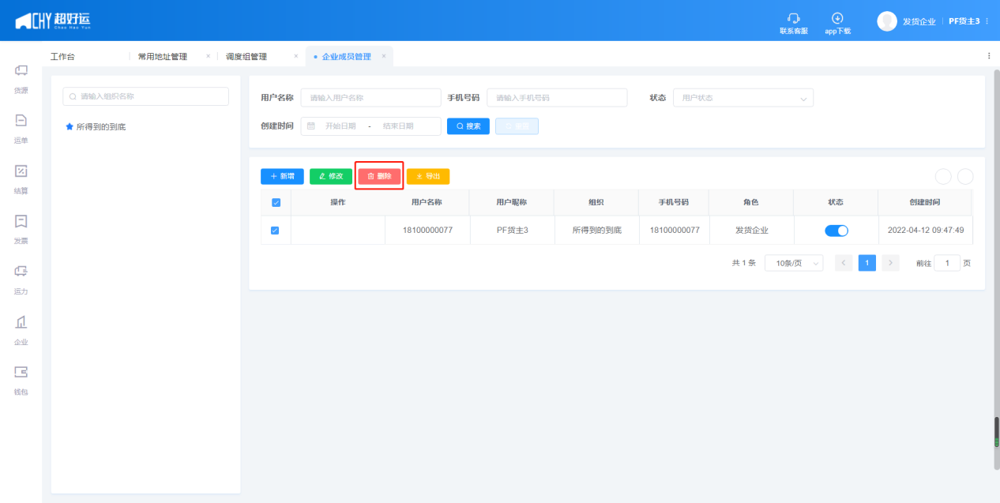 CHY 超好运
Chao Hao Yun
联系客服
app下载
发货企业
PF货主3
工作台
常用地址管理
调度组管理
企业成员管理
货源
运单
结算
发票
运力
企业
钱包
请输入组织名称
所得到的到底
用户名称 请输入用户名称 手机号码 请输入手机号码 状态 用户状态
创建时间 开始日期 - 结束日期 搜索
新增 修改 删除 导出
操作 用户名称 用户昵称 组织 手机号码 角色 状态 创建时间
18100000077 PF货主3 所得到的到底 18100000077 发货企业 2022-04-12 09:47:49
共 1 条 10条/页 < 1 > 前往 1 页